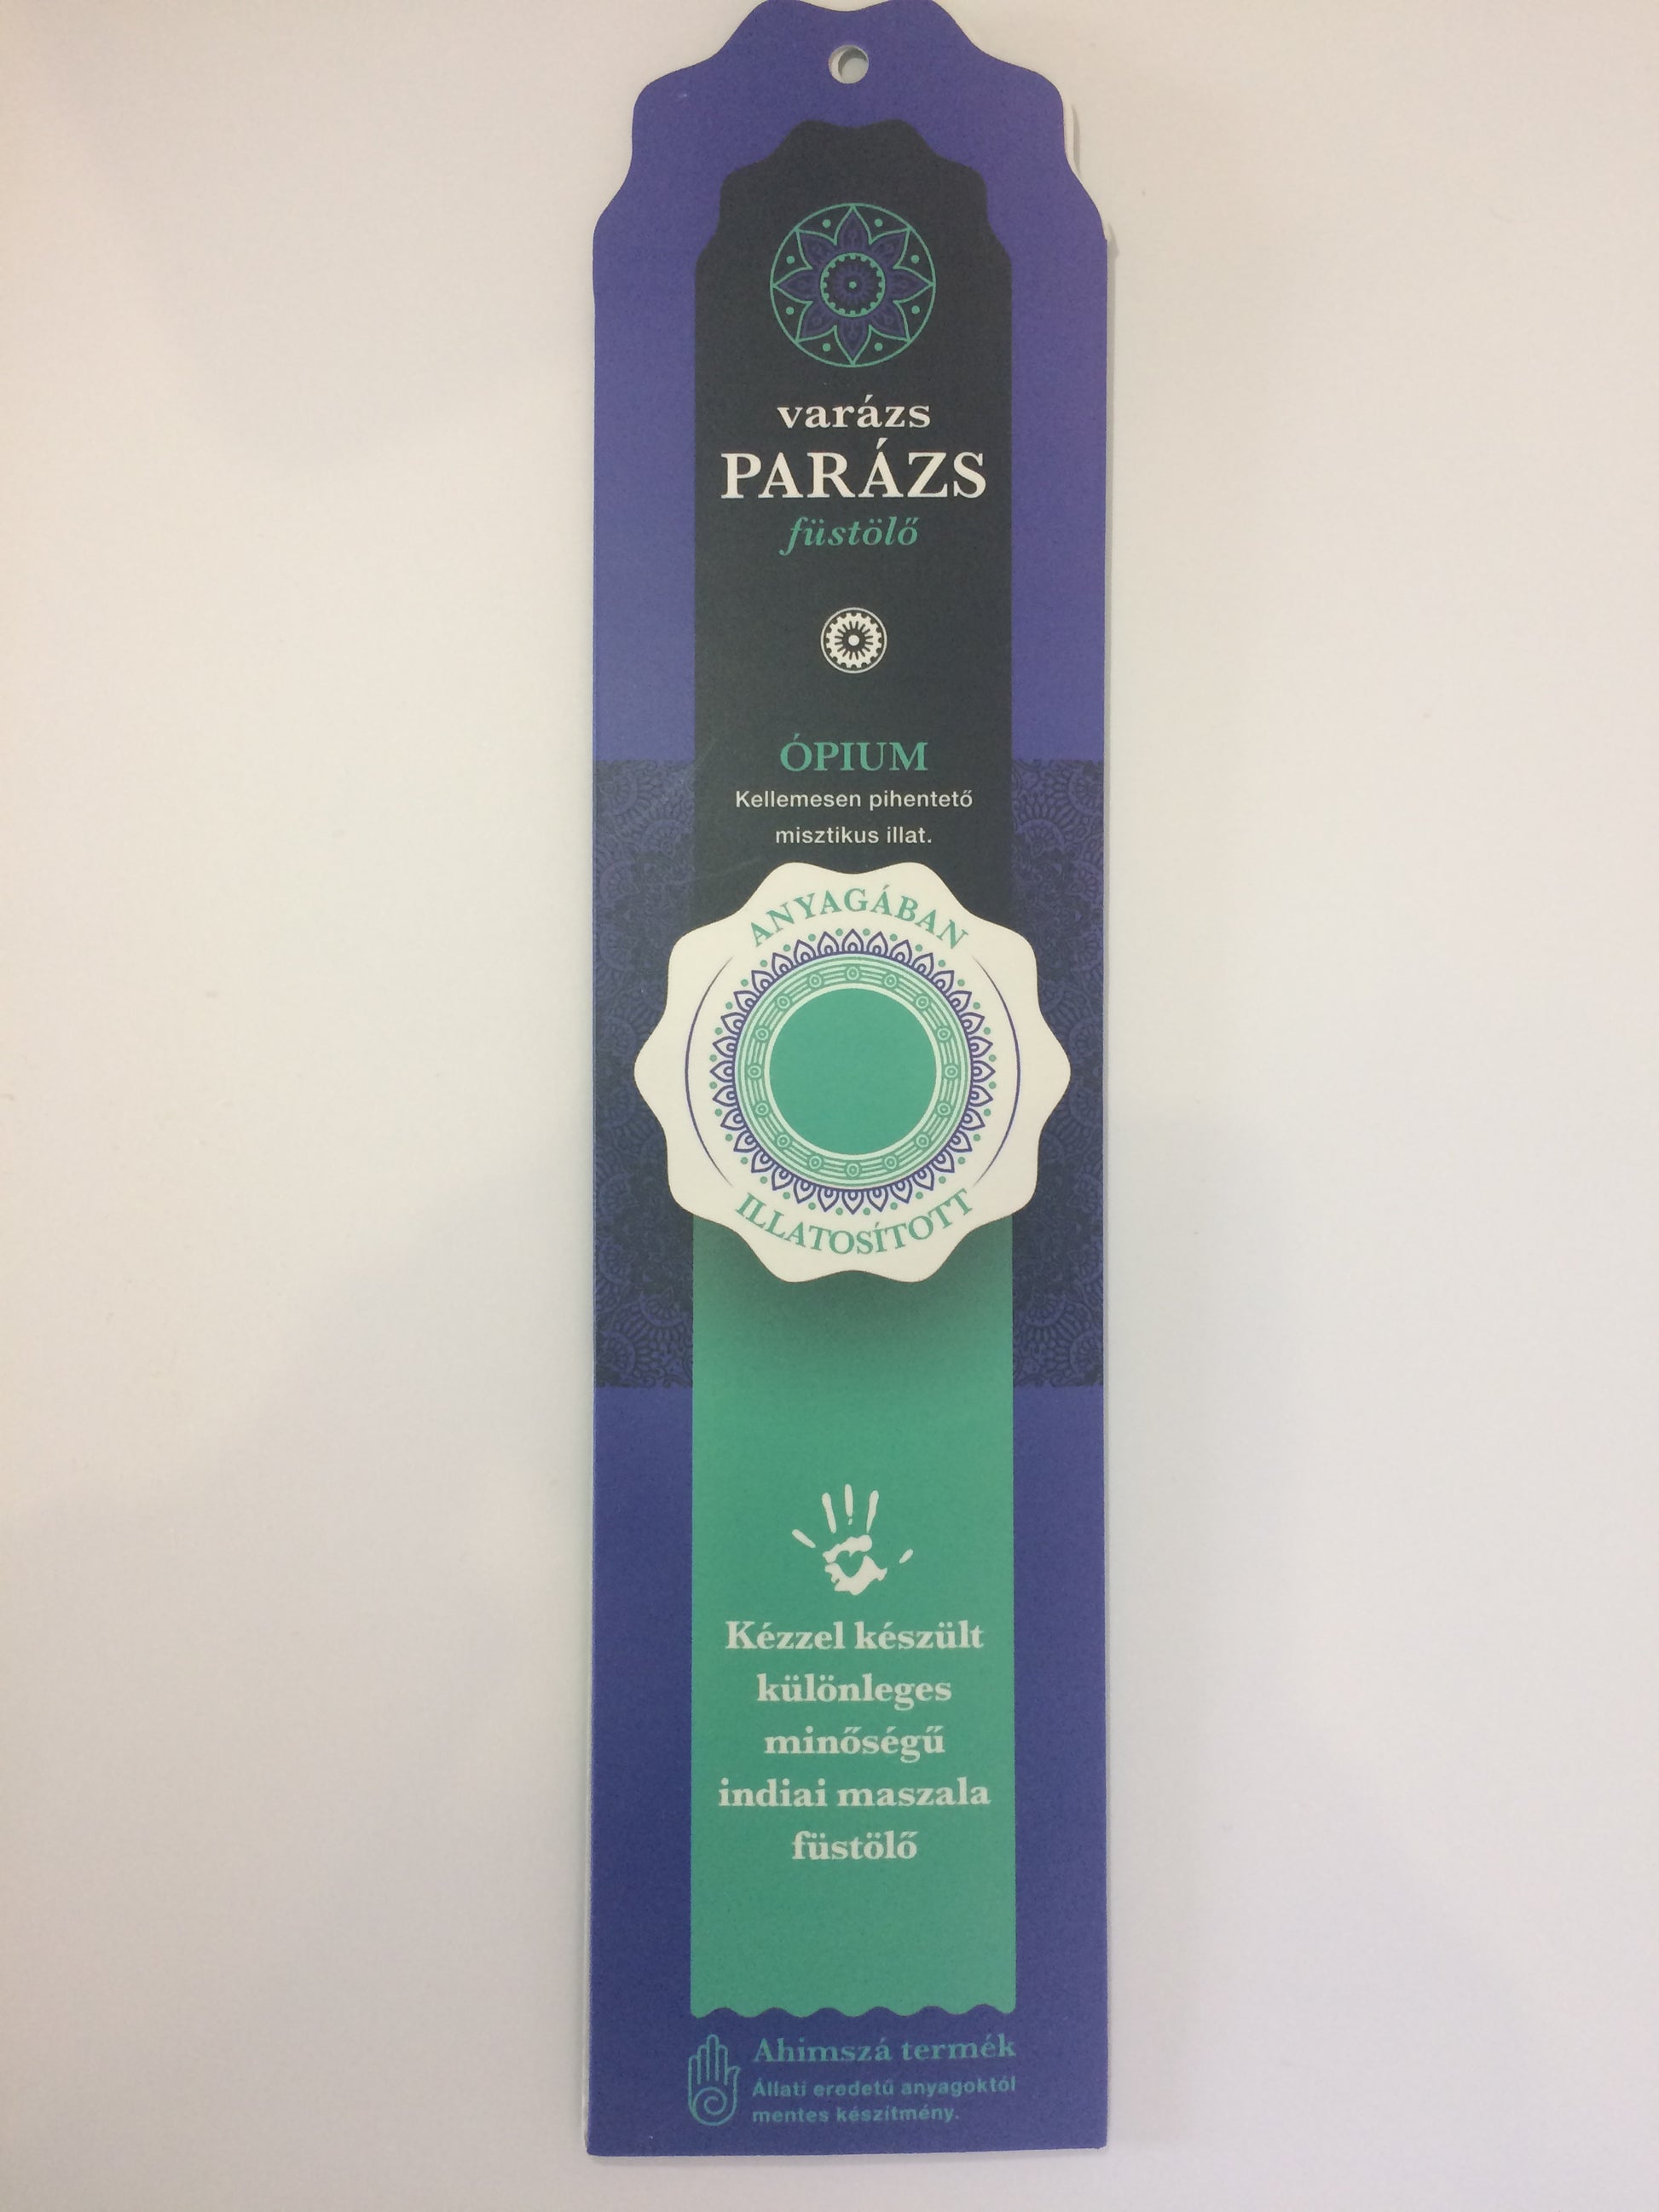 varázs
PARÁZS
füstölő
ÓPIUM
Kellemesen pihentető
misztikus illat.
ANYAGÁBAN
ILLATOSÍTOTT
Kézzel készült
különleges
minőségű
indiai maszala
füstölő
Ahimszá termék
Állati eredetű anyagoktól
mentes készítmény.